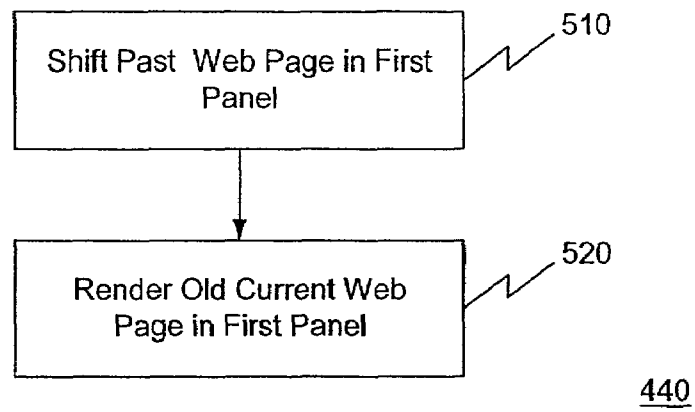 510
Shift Past Web Page in First
Panel
520
Render Old Current Web
Page in First Panel
440